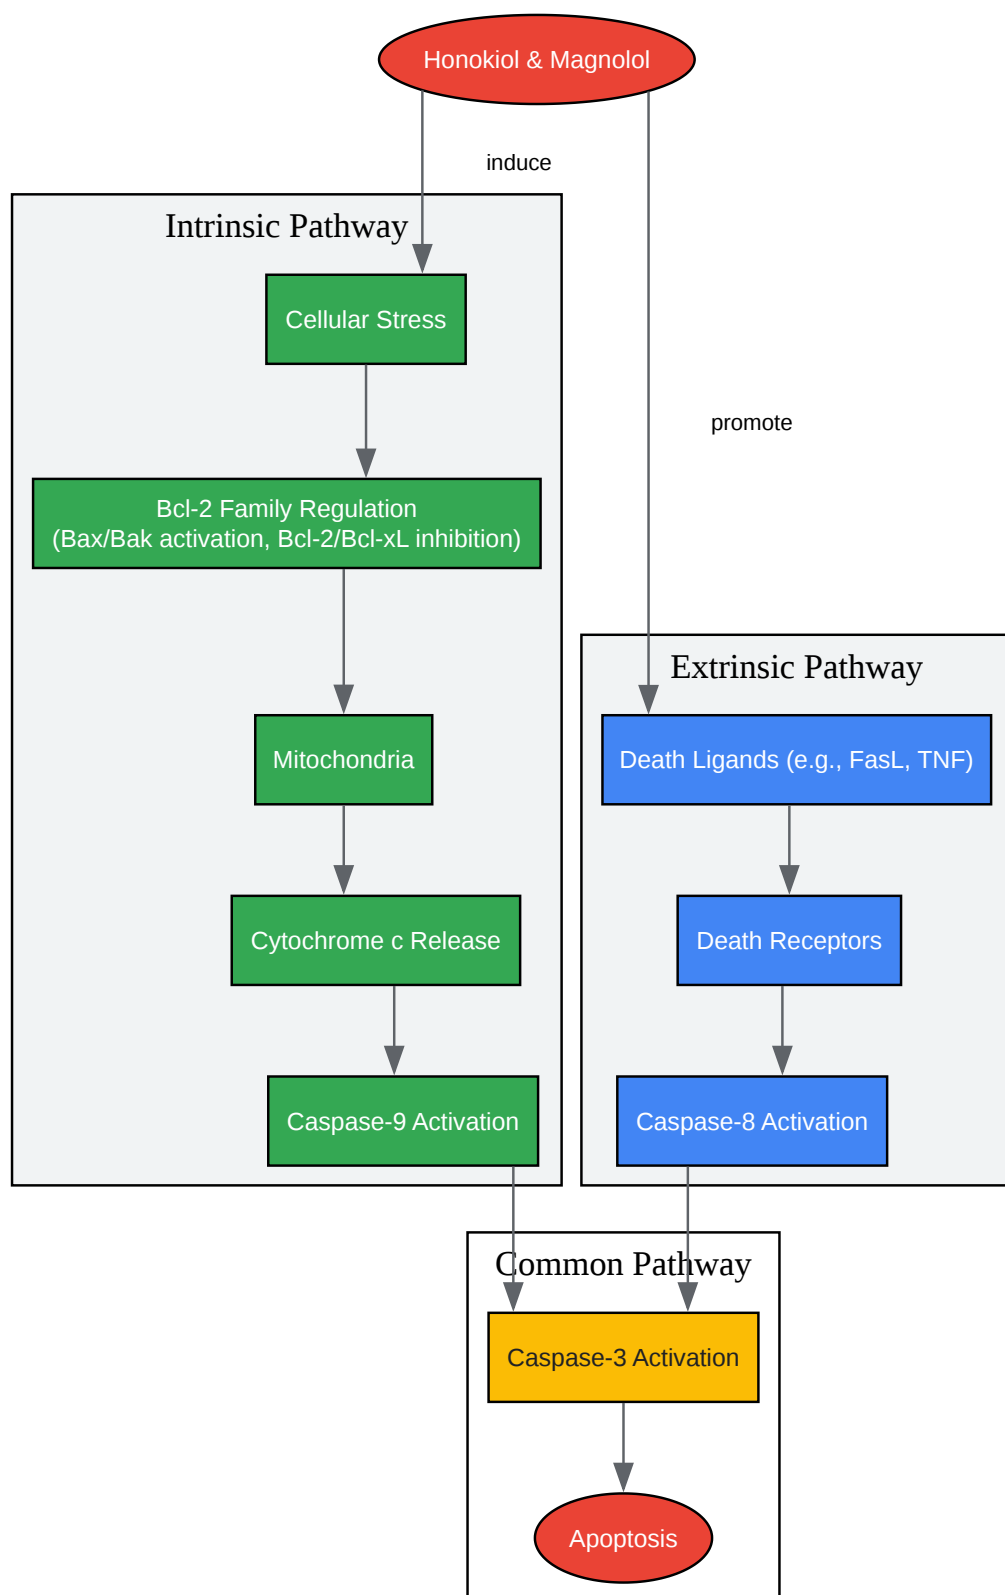 Honokiol & Magnolol
induce
Intrinsic Pathway
Cellular Stress
promote
Bcl-2 Family Regulation
(Bax/Bak activation, Bcl-2/Bcl-xL inhibition)
Extrinsic Pathway
Mitochondria
Death Ligands (e.g., FasL, TNF)
Cytochrome c Release
Death Receptors
Caspase-9 Activation
Caspase-8 Activation
Common Pathway
Caspase-3 Activation
Apoptosis